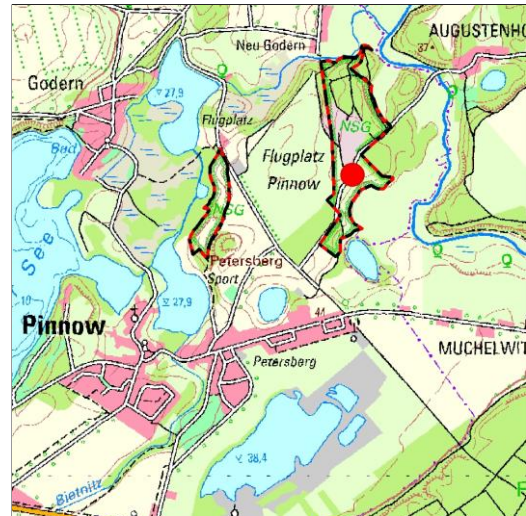 AUGUSTENHO
Neu Godern
37
Godern
27,9
Flugplatz
NSG
Flugplatz
Pinnow
Bad
See
NSG
Petersberg
Sport
27,9
Pinnow
41
MUCHELWIT
Petersberg
38,4
Bietnitz